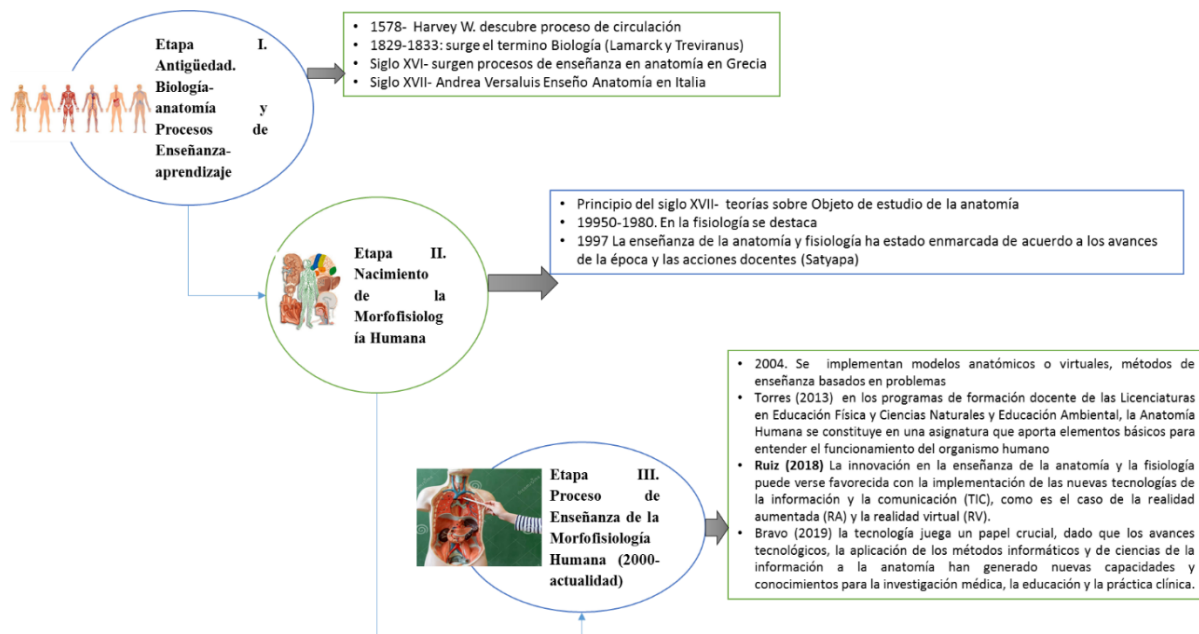 Etapa I.
Antigüedad.
Biología-
anatomía y
Procesos de
Enseñanza-
aprendizaje
• 1578- Harvey W. descubre proceso de circulación
• 1829-1833: surge el termino Biología (Lamarck y Treviranus)
• Siglo XVI- surgen procesos de enseñanza en anatomía en Grecia
• Siglo XVII- Andrea Versaluis Enseño Anatomía en Italia
Etapa II.
Nacimiento
de la
Morfofisiolog
ía Humana
• Principio del siglo XVII- teorías sobre Objeto de estudio de la anatomía
• 19950-1980. En la fisiología se destaca
• 1997 La enseñanza de la anatomía y fisiología ha estado enmarcada de acuerdo a los avances
de la época y las acciones docentes (Satyapa)
Etapa III.
Proceso de
Enseñanza de la
Morfofisiología
Humana (2000-
actualidad)
• 2004. Se implementan modelos anatómicos o virtuales, métodos de
enseñanza basados en problemas
• Torres (2013) en los programas de formación docente de las Licenciaturas
en Educación Física y Ciencias Naturales y Educación Ambiental, la Anatomía
Humana se constituye en una asignatura que aporta elementos básicos para
entender el funcionamiento del organismo humano
• Ruiz (2018) La innovación en la enseñanza de la anatomía y la fisiología
puede verse favorecida con la implementación de las nuevas tecnologías de
la información y la comunicación (TIC), como es el caso de la realidad
aumentada (RA) y la realidad virtual (RV).
• Bravo (2019) la tecnología juega un papel crucial, dado que los avances
tecnológicos, la aplicación de los métodos informáticos y de ciencias de la
información a la anatomía han generado nuevas capacidades y
conocimientos para la investigación médica, la educación y la práctica clínica.